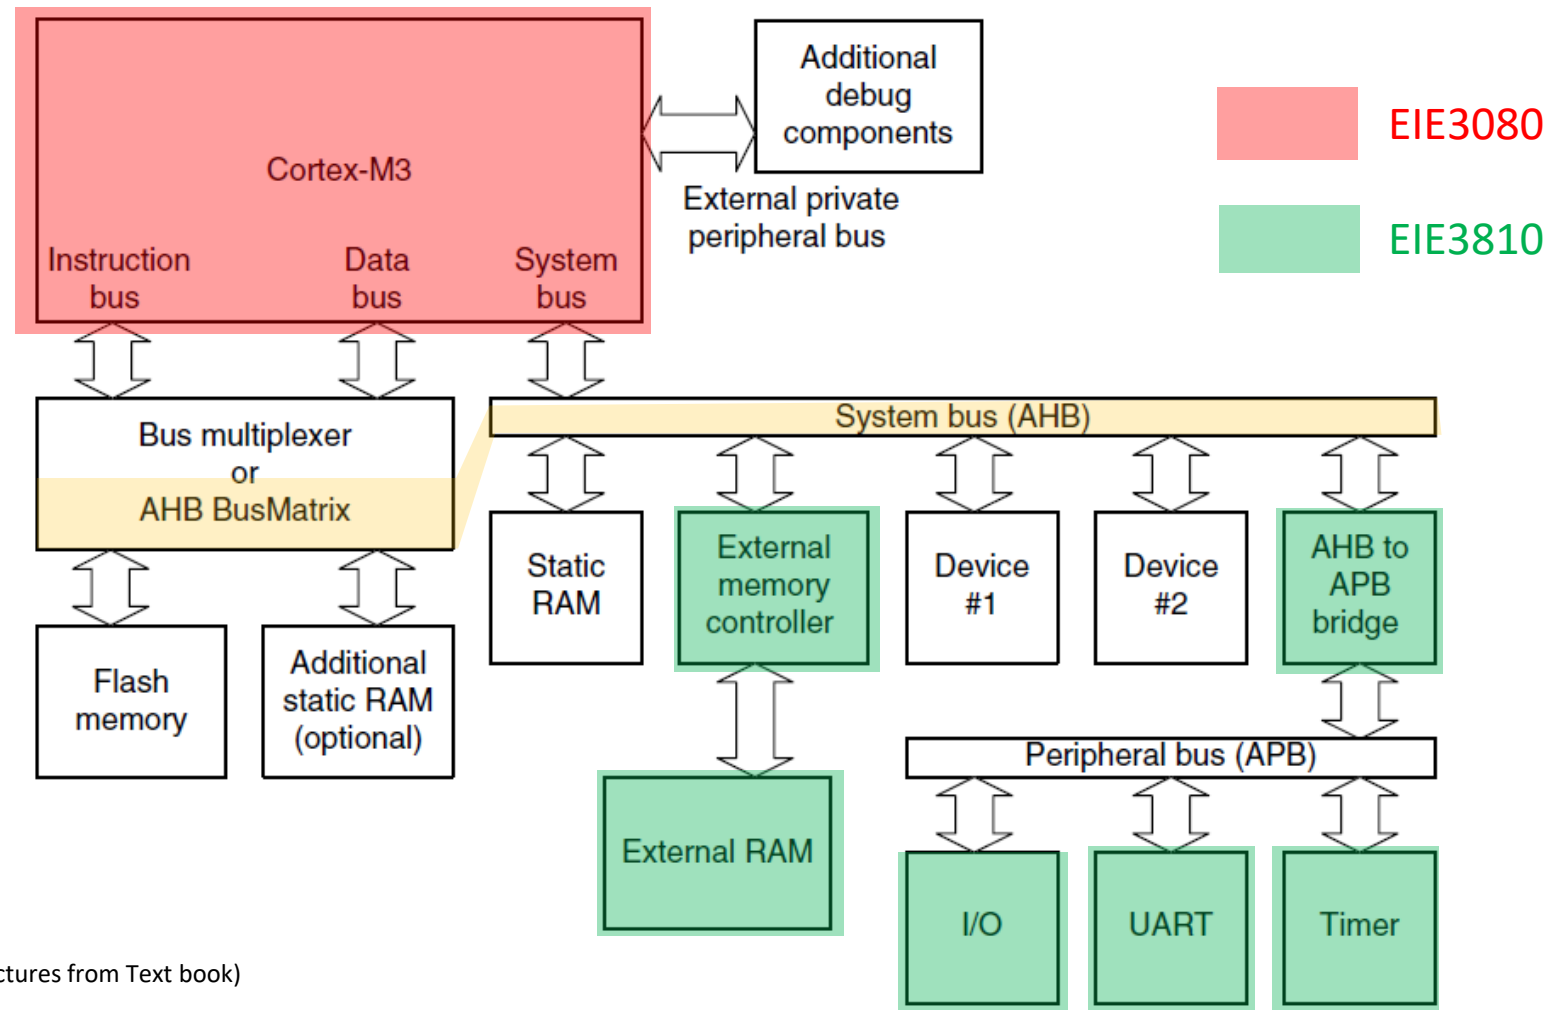 Additional
debug
components
EIE3080
Cortex-M3
External private
peripheral bus
EIE3810
Instruction
bus
Data
bus
System
bus
Bus multiplexer
or
AHB BusMatrix
System bus (AHB)
Static
RAM
External
memory
controller
Device
#1
Device
#2
AHB to
APB
bridge
Flash
memory
Additional
static RAM
(optional)
Peripheral bus (APB)
External RAM
I/O
UART
Timer
ctures from Text book)